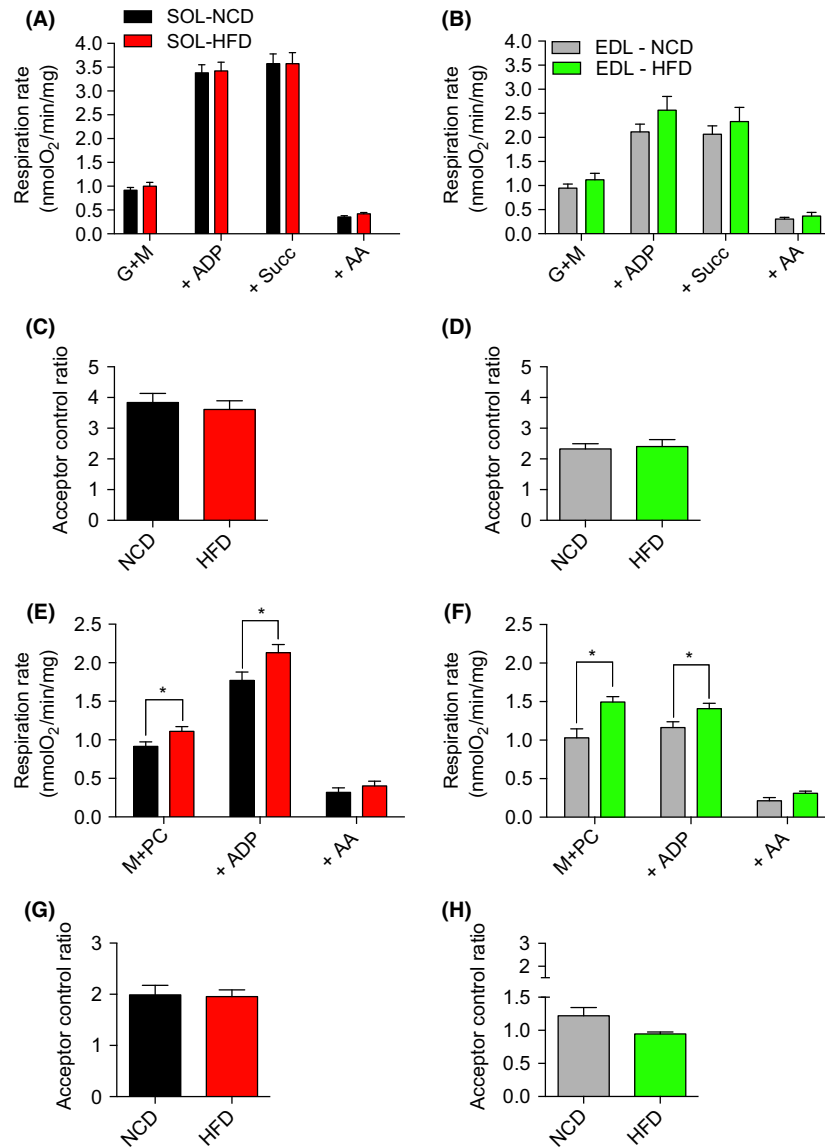 (A)
SOL-NCD
SOL-HFD
Respiration rate
(nmolO₂/min/mg)
4.0
3.5
3.0
2.5
2.0
1.5
1.0
0.5
0.0
G+M
+ ADP
+ Succ
+ AA
(B)
EDL - NCD
EDL - HFD
Respiration rate
(nmolO₂/min/mg)
4.0
3.5
3.0
2.5
2.0
1.5
1.0
0.5
0.0
G+M
+ ADP
+ Succ
+ AA
(C)
Acceptor control ratio
5
4
3
2
1
0
NCD
HFD
(D)
Acceptor control ratio
5
4
3
2
1
0
NCD
HFD
(E)
Respiration rate
(nmolO₂/min/mg)
2.5
2.0
1.5
1.0
0.5
0.0
*
*
M+PC
+ ADP
+ AA
(F)
Respiration rate
(nmolO₂/min/mg)
2.5
2.0
1.5
1.0
0.5
0.0
*
*
M+PC
+ ADP
+ AA
(G)
Acceptor control ratio
3
2
1
0
NCD
HFD
(H)
Acceptor control ratio
3
2
1.5
1.0
0.5
0.0
NCD
HFD